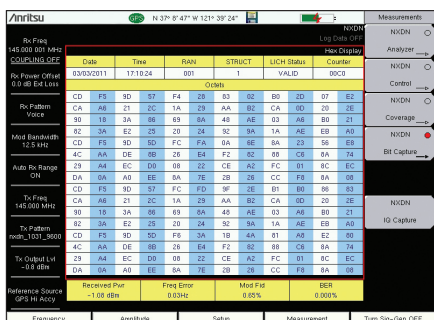 /inritsu GPS N 37° 8' 47" W 121° 39' 24"
Measurements
NXDN
Log Data OFF
Hex Display
Rx Freq
145.000 001 MHz
COUPLING OFF
Rx Power Offset
0.0 dB Ext Loss
Rx Pattern
Voice
Mod Bandwidth
12.5 kHz
Auto Rx Range
ON
Tx Freq
145.000 MHz
Tx Pattern
nxdn_1031_9600
Tx Output Lvl
-0.8 dBm
Reference Source
GPS Hi Accy
Date Time RAN STRUCT LICH Status Counter
03/03/2011 17:10:24 001 1 VALID 00C0
Octets
CD F5 9D 57 F4 28 83 02 B0 2D 07 E2
CA A6 21 2C 1A 29 AA B2 CA 0D 20 2E
90 18 3A 86 69 8A 48 AE 03 A6 B0 21
82 3A E2 25 20 24 92 9A 1A AE EB A0
CD F5 9D 5D FC FA 0A 6E 8A 23 56 E8
4C AA DE 8B 26 E4 F2 82 88 C6 8A 74
29 A4 EC D0 08 22 CE A2 FC 01 8C EC
DA 0A A0 EE 8A 7E 2B 26 CC F8 8A 08
CD F5 9D 57 FC FD 9F 2E B1 B0 86 83
CA A6 21 2C 1A 29 AA B2 CA 0D 20 2E
90 18 3A 86 69 8A 48 AE 03 A6 B0 21
82 3A E2 25 20 24 92 9A 1A AE EB A0
CD F5 9D 5D F6 3A 1B 4A 81 A8 E2 80
4C AA DE 8B 26 E4 F2 82 88 C6 8A 74
29 A4 EC D0 08 22 CE A2 FC 01 8C EC
DA 0A A0 EE 8A 7E 2B 26 CC F8 8A 08
Received Pwr Freq Error Mod Fid BER
-1.08 dBm 0.03Hz 0.65% 0.000%
NXDN
Analyzer
NXDN
Control
NXDN
Coverage
NXDN
Bit Capture
NXDN
IQ Capture
Frequency Amplitude Setup Measurement Turn Sig-Gen OFF